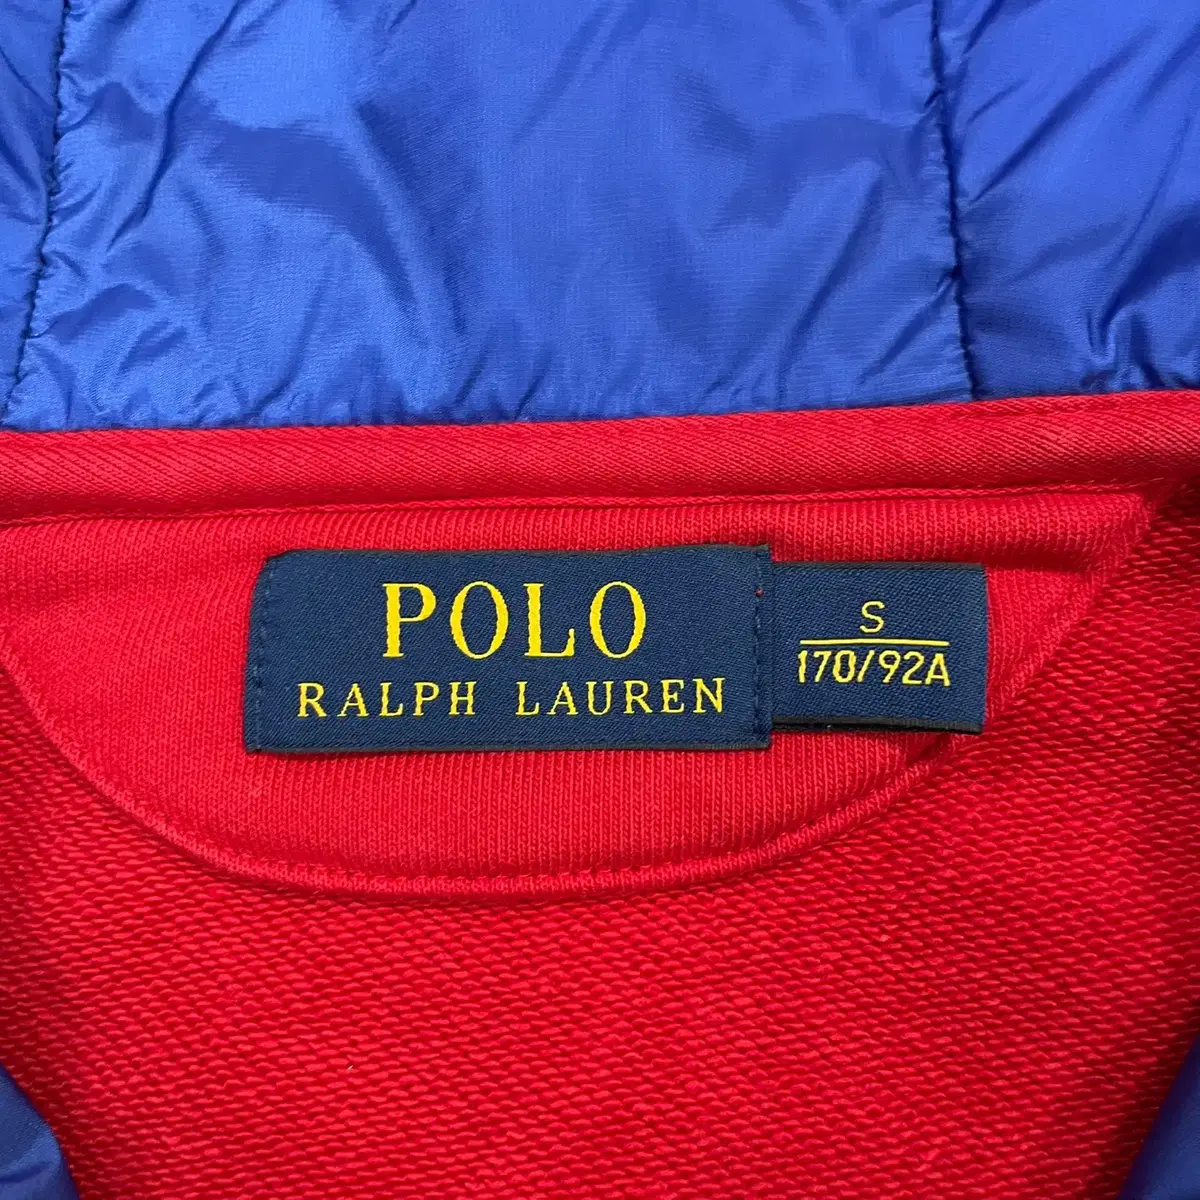 POLO
RALPH LAUREN
S
170/92A